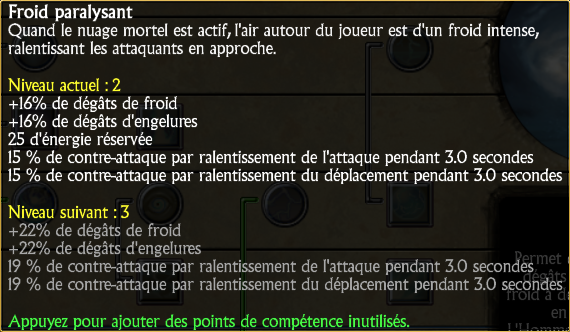 Froid paralysant
Quand le nuage mortel est actif, l'air autour du joueur est d'un froid intense,
ralentissant les attaquants en approche.
Niveau actuel : 2
+16% de dégâts de froid
+16% de dégâts d'engelures
25 d'énergie réservée
15 % de contre-attaque par ralentissement de l'attaque pendant 3.0 secondes
15 % de contre-attaque par ralentissement du déplacement pendant 3.0 secondes
Niveau suivant : 3
+22% de dégâts de froid
+22% de dégâts d'engelures
19 % de contre-attaque par ralentissement de l'attaque pendant 3.0 secondes
19 % de contre-attaque par ralentissement du déplacement pendant 3.0 secondes
Appuyez pour ajouter des points de compétence inutilisés.
Permet
dégâts
froid à
en
L'Homme